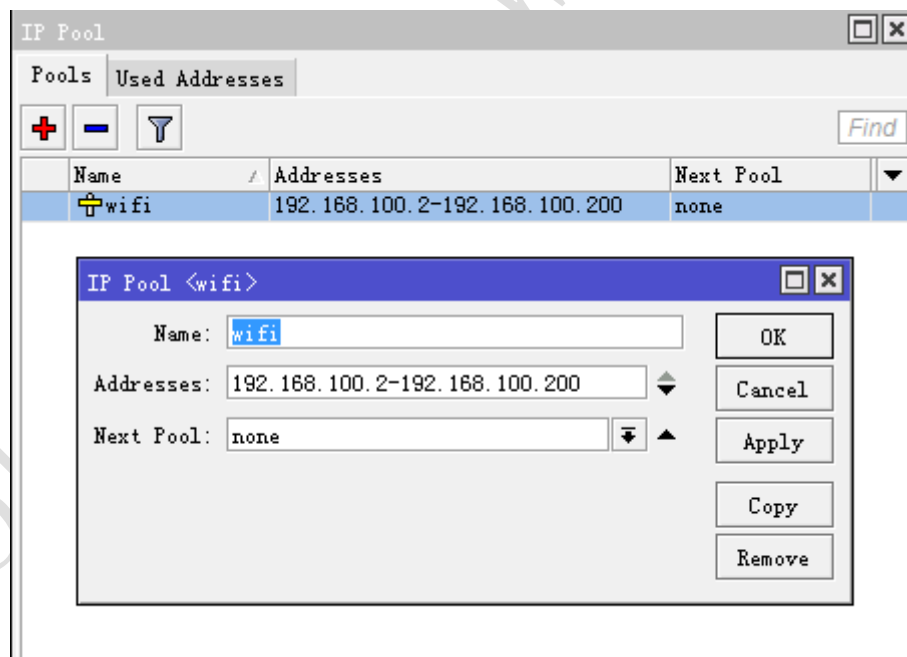 IP Pool
Pools Used Addresses
Find
Name Addresses Next Pool
wifi 192.168.100.2-192.168.100.200 none
IP Pool <wifi>
Name: wifi OK
Addresses: 192.168.100.2-192.168.100.200 Cancel
Next Pool: none Apply
Copy
Remove